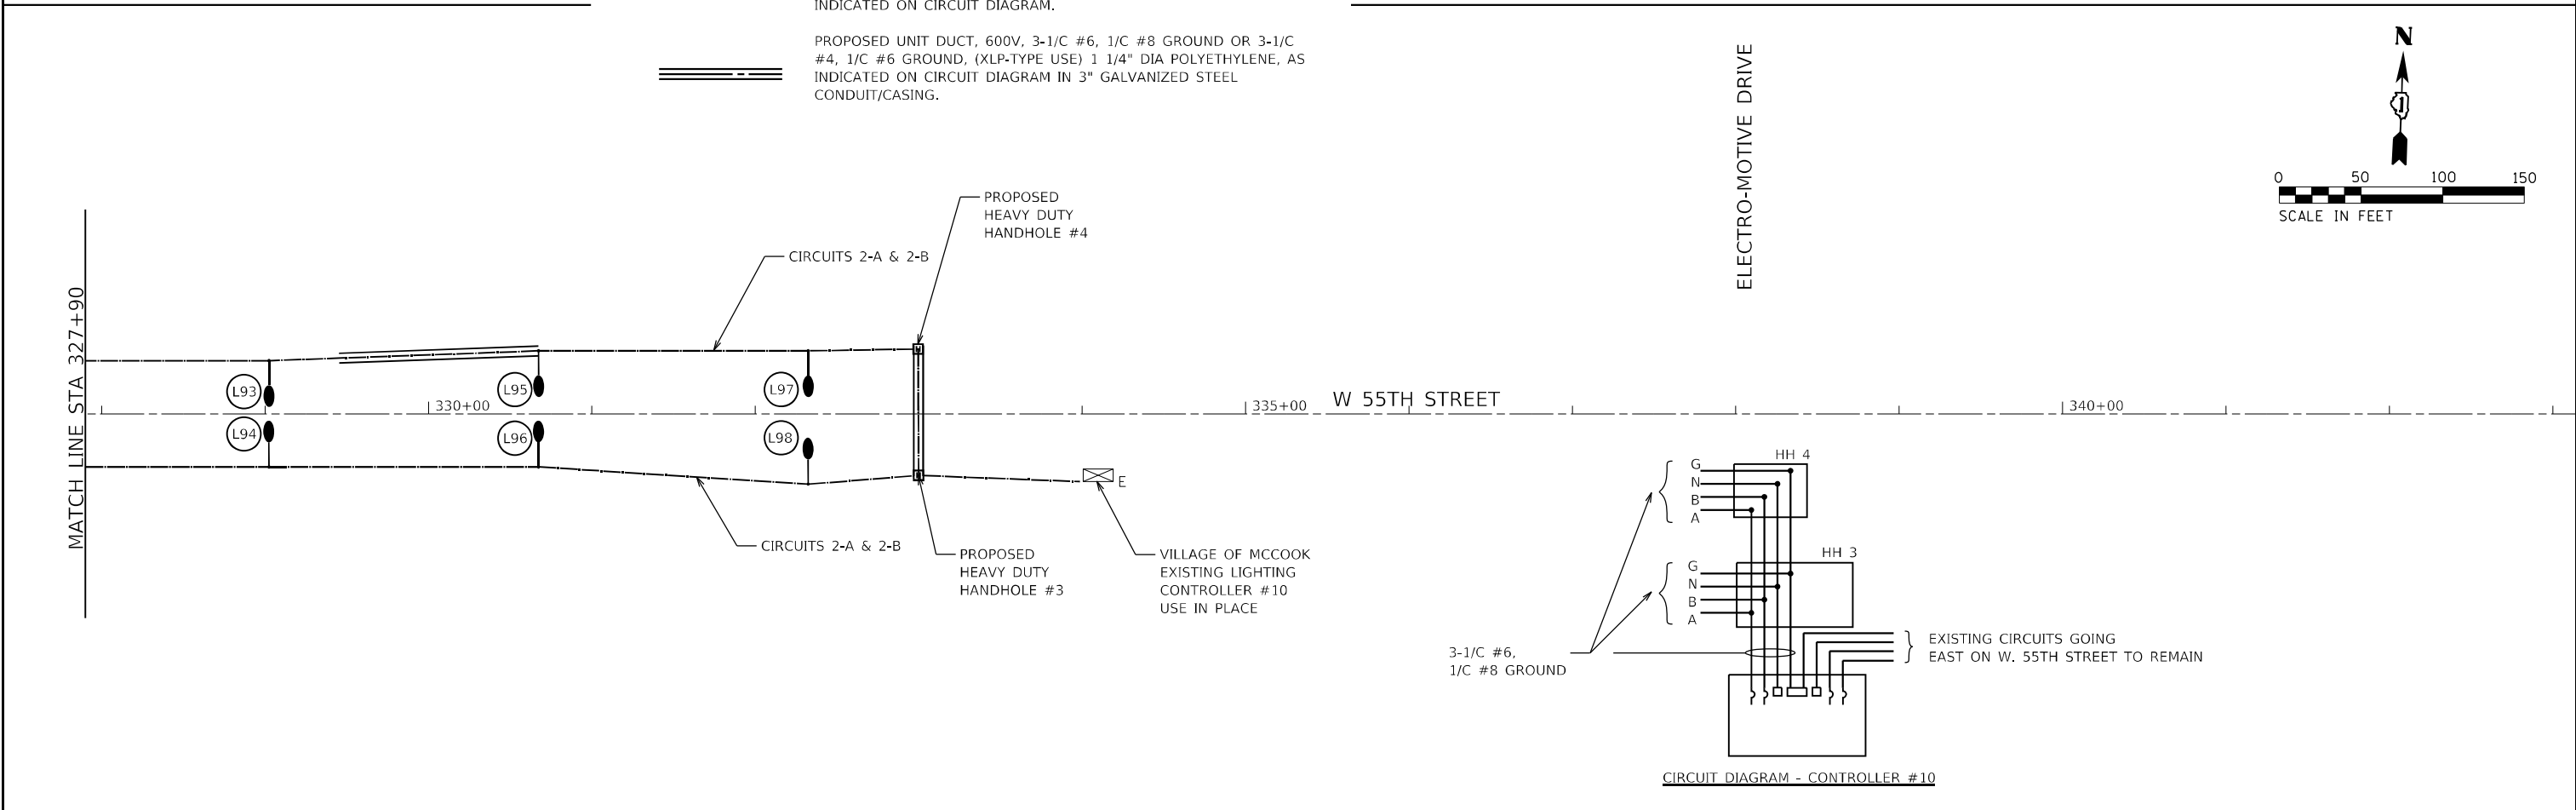 INDICATED ON CIRCUIT DIAGRAM.
PROPOSED UNIT DUCT, 600V, 3-1/C #6, 1/C #8 GROUND OR 3-1/C
#4, 1/C #6 GROUND, (XLP-TYPE USE) 1 1/4" DIA POLYETHYLENE, AS
INDICATED ON CIRCUIT DIAGRAM IN 3" GALVANIZED STEEL
CONDUIT/CASING.
ELECTRO-MOTIVE DRIVE
N
0 50 100 150
SCALE IN FEET
PROPOSED
HEAVY DUTY
HANDHOLE #4
CIRCUITS 2-A & 2-B
MATCH LINE STA 327+90
L93
L95
L97
330+00
335+00
W 55TH STREET
340+00
L94
L96
L98
E
CIRCUITS 2-A & 2-B
PROPOSED
HEAVY DUTY
HANDHOLE #3
VILLAGE OF MCCOOK
EXISTING LIGHTING
CONTROLLER #10
USE IN PLACE
HH 4
G
N
B
A
HH 3
G
N
B
A
3-1/C #6,
1/C #8 GROUND
EXISTING CIRCUITS GOING
EAST ON W. 55TH STREET TO REMAIN
CIRCUIT DIAGRAM - CONTROLLER #10